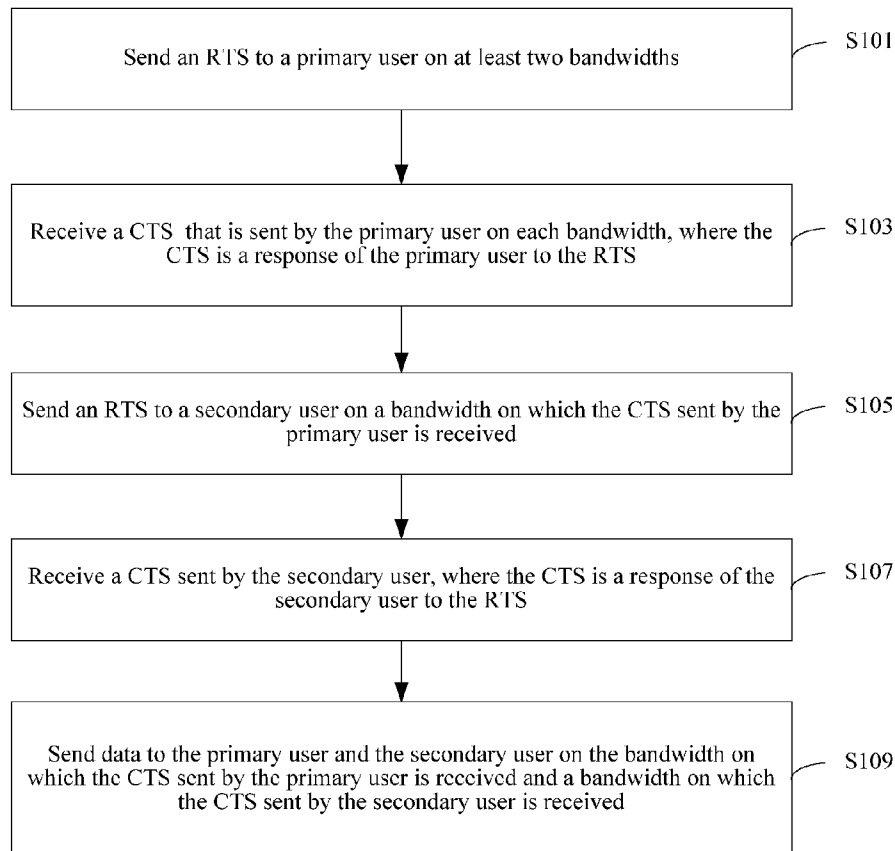 Send an RTS to a primary user on at least two bandwidths
S101
Receive a CTS that is sent by the primary user on each bandwidth, where the
CTS is a response of the primary user to the RTS
S103
Send an RTS to a secondary user on a bandwidth on which the CTS sent by the
primary user is received
S105
Receive a CTS sent by the secondary user, where the CTS is a response of the
secondary user to the RTS
S107
Send data to the primary user and the secondary user on the bandwidth on
which the CTS sent by the primary user is received and a bandwidth on which
the CTS sent by the secondary user is received
S109